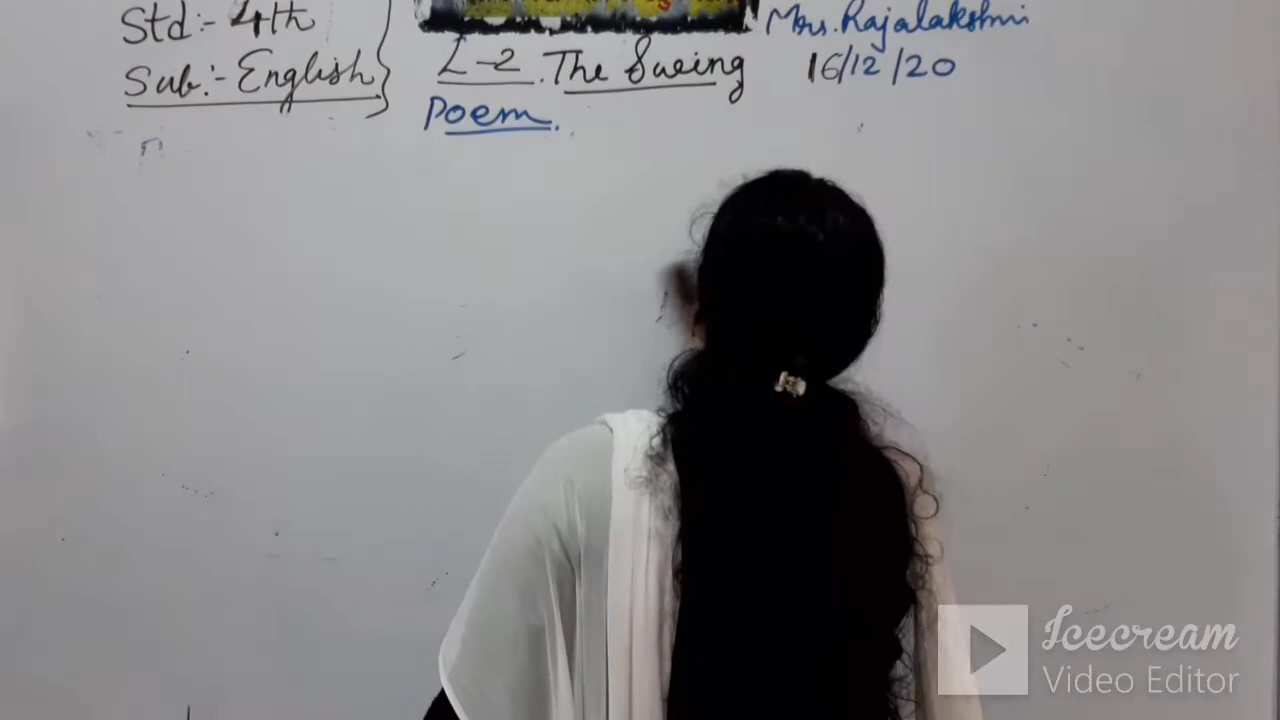 Std:- 4th
Sub:- English
L-2. The Swing
Poem.
Mrs. Rajalakshmi
16/12/20
Icecream
Video Editor